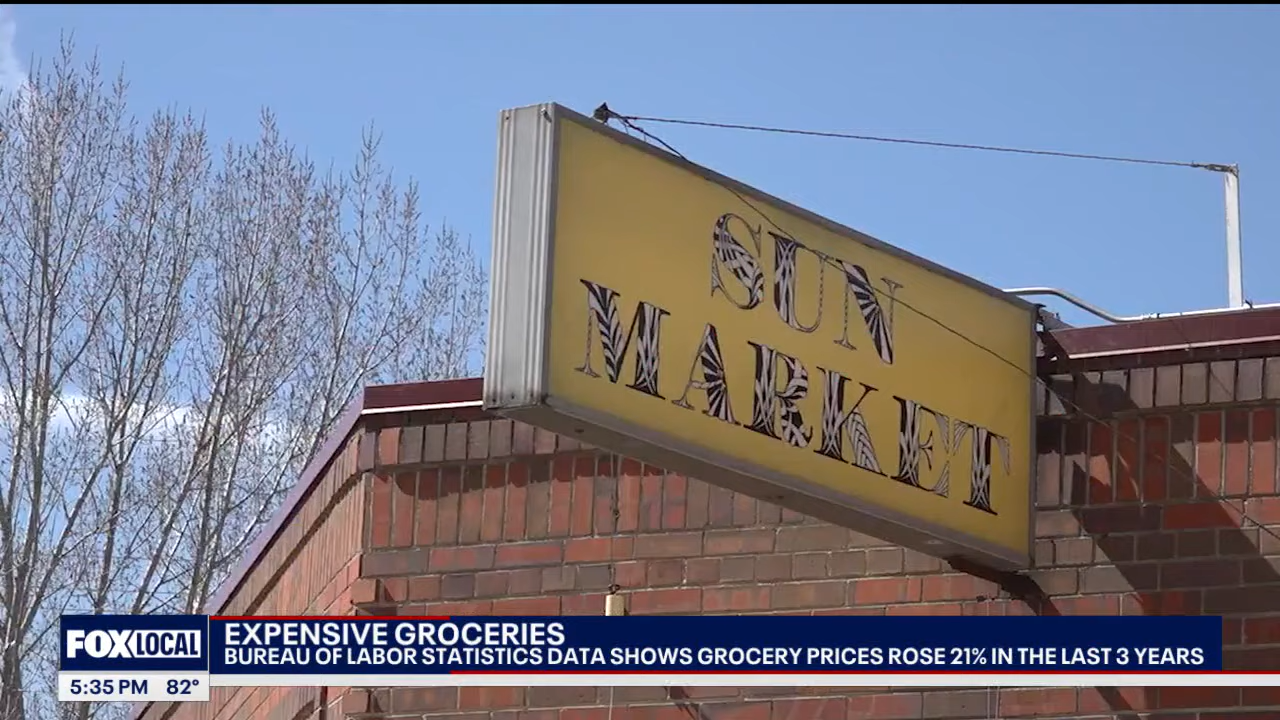 SUN
MARKET
FOX LOCAL
EXPENSIVE GROCERIES
BUREAU OF LABOR STATISTICS DATA SHOWS GROCERY PRICES ROSE 21% IN THE LAST 3 YEARS
5:35 PM 82°